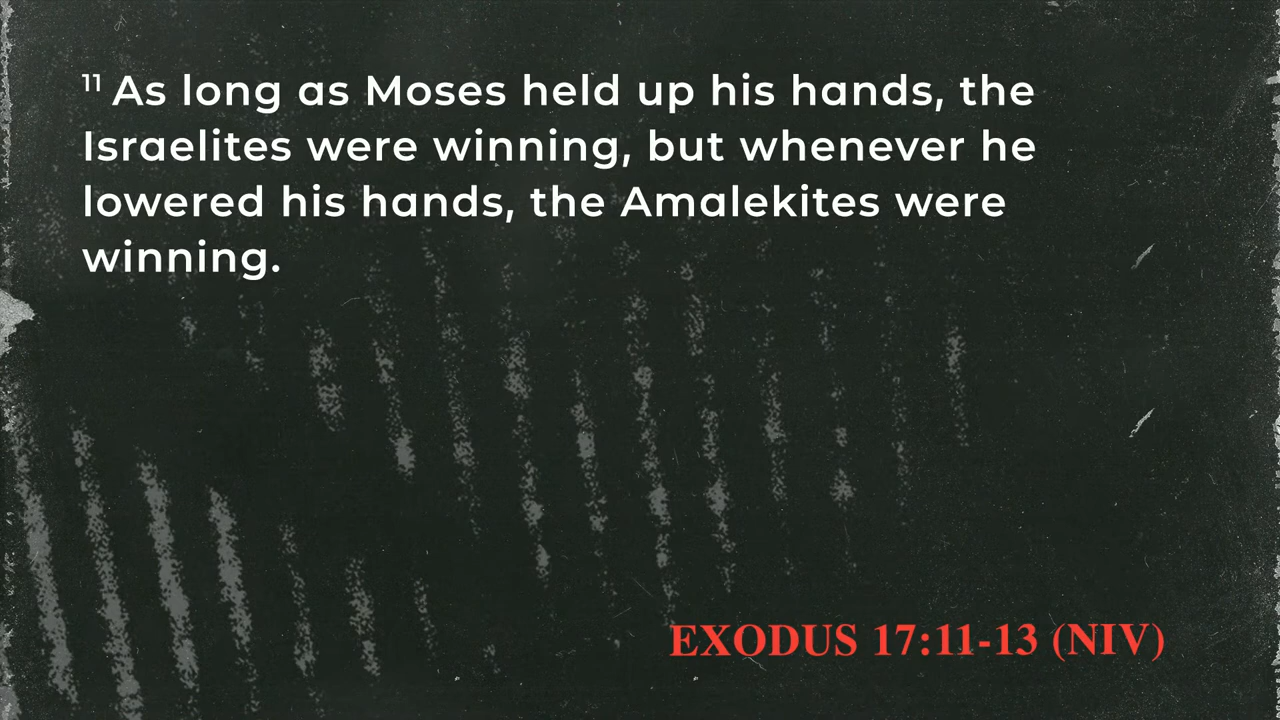 ¹¹ As long as Moses held up his hands, the
Israelites were winning, but whenever he
lowered his hands, the Amalekites were
winning.
EXODUS 17:11-13 (NIV)